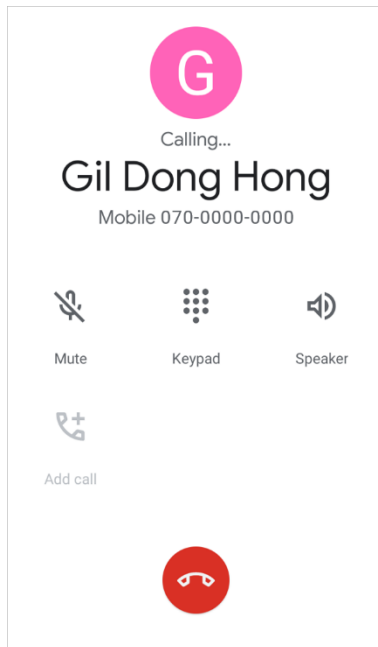 G
Calling...
Gil Dong Hong
Mobile 070-0000-0000
Mute Keypad Speaker
Add call